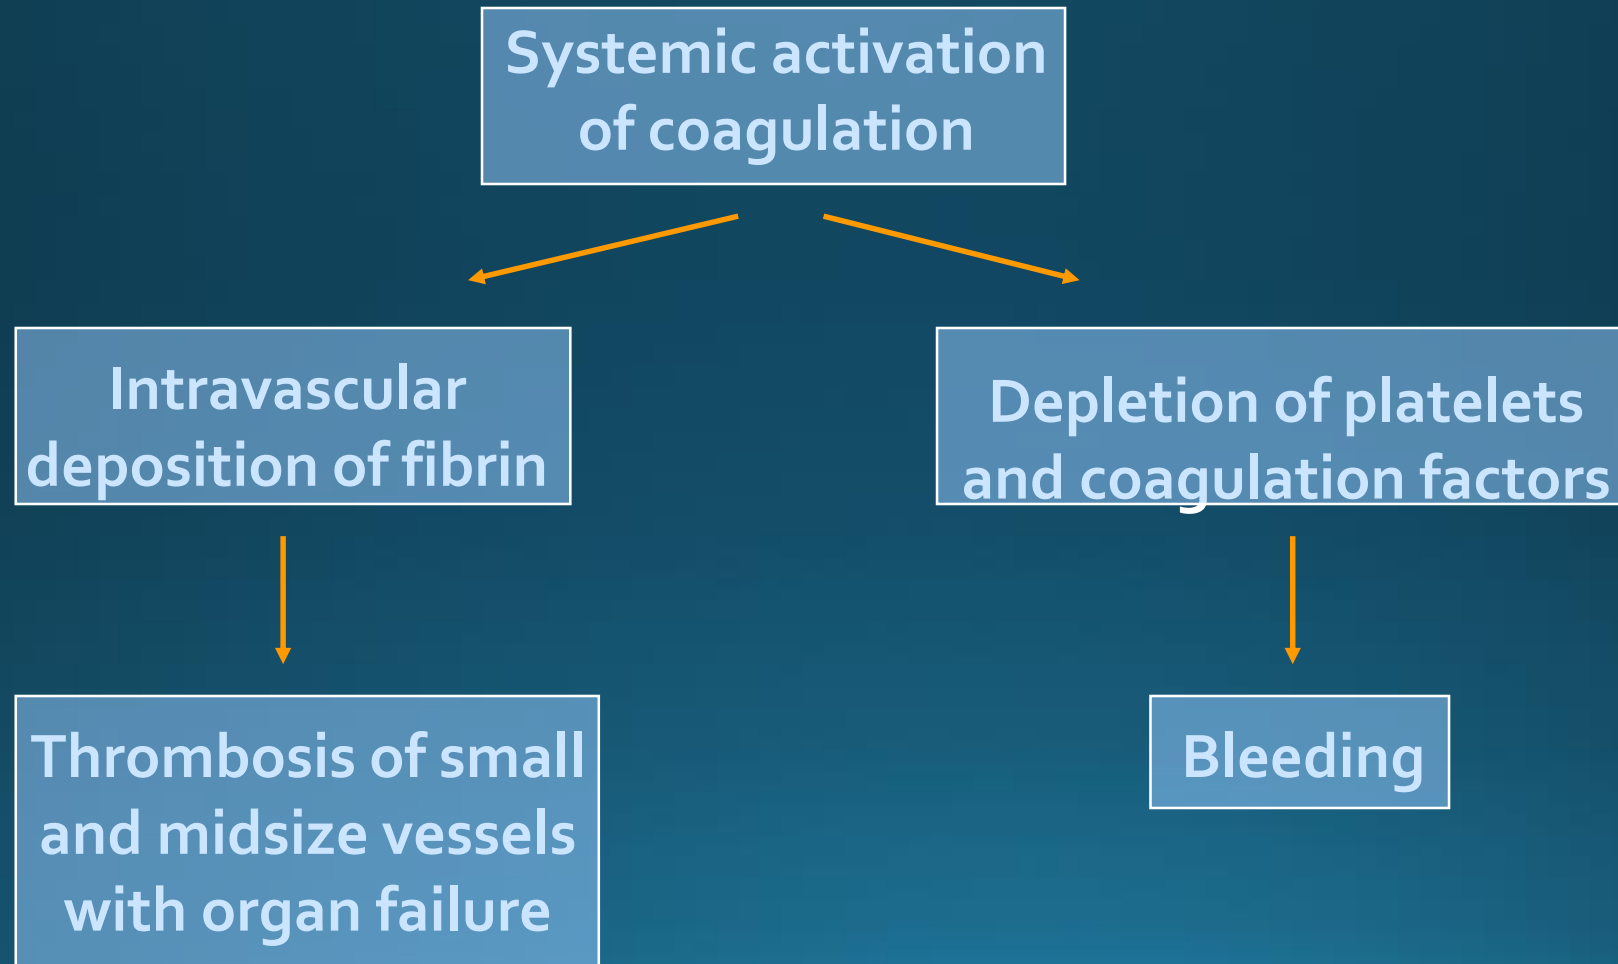 Systemic activation
of coagulation
Intravascular
deposition of fibrin
Depletion of platelets
and coagulation factors
Thrombosis of small
and midsize vessels
with organ failure
Bleeding